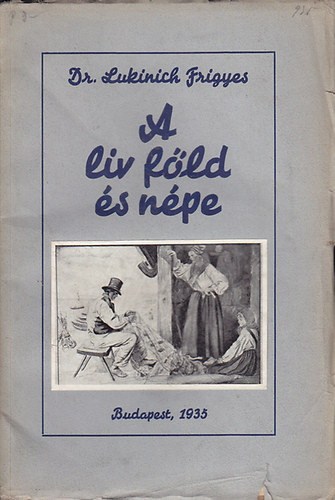 Dr. Lukinich Frigyes
A
liv föld
és népe
Budapest, 1935